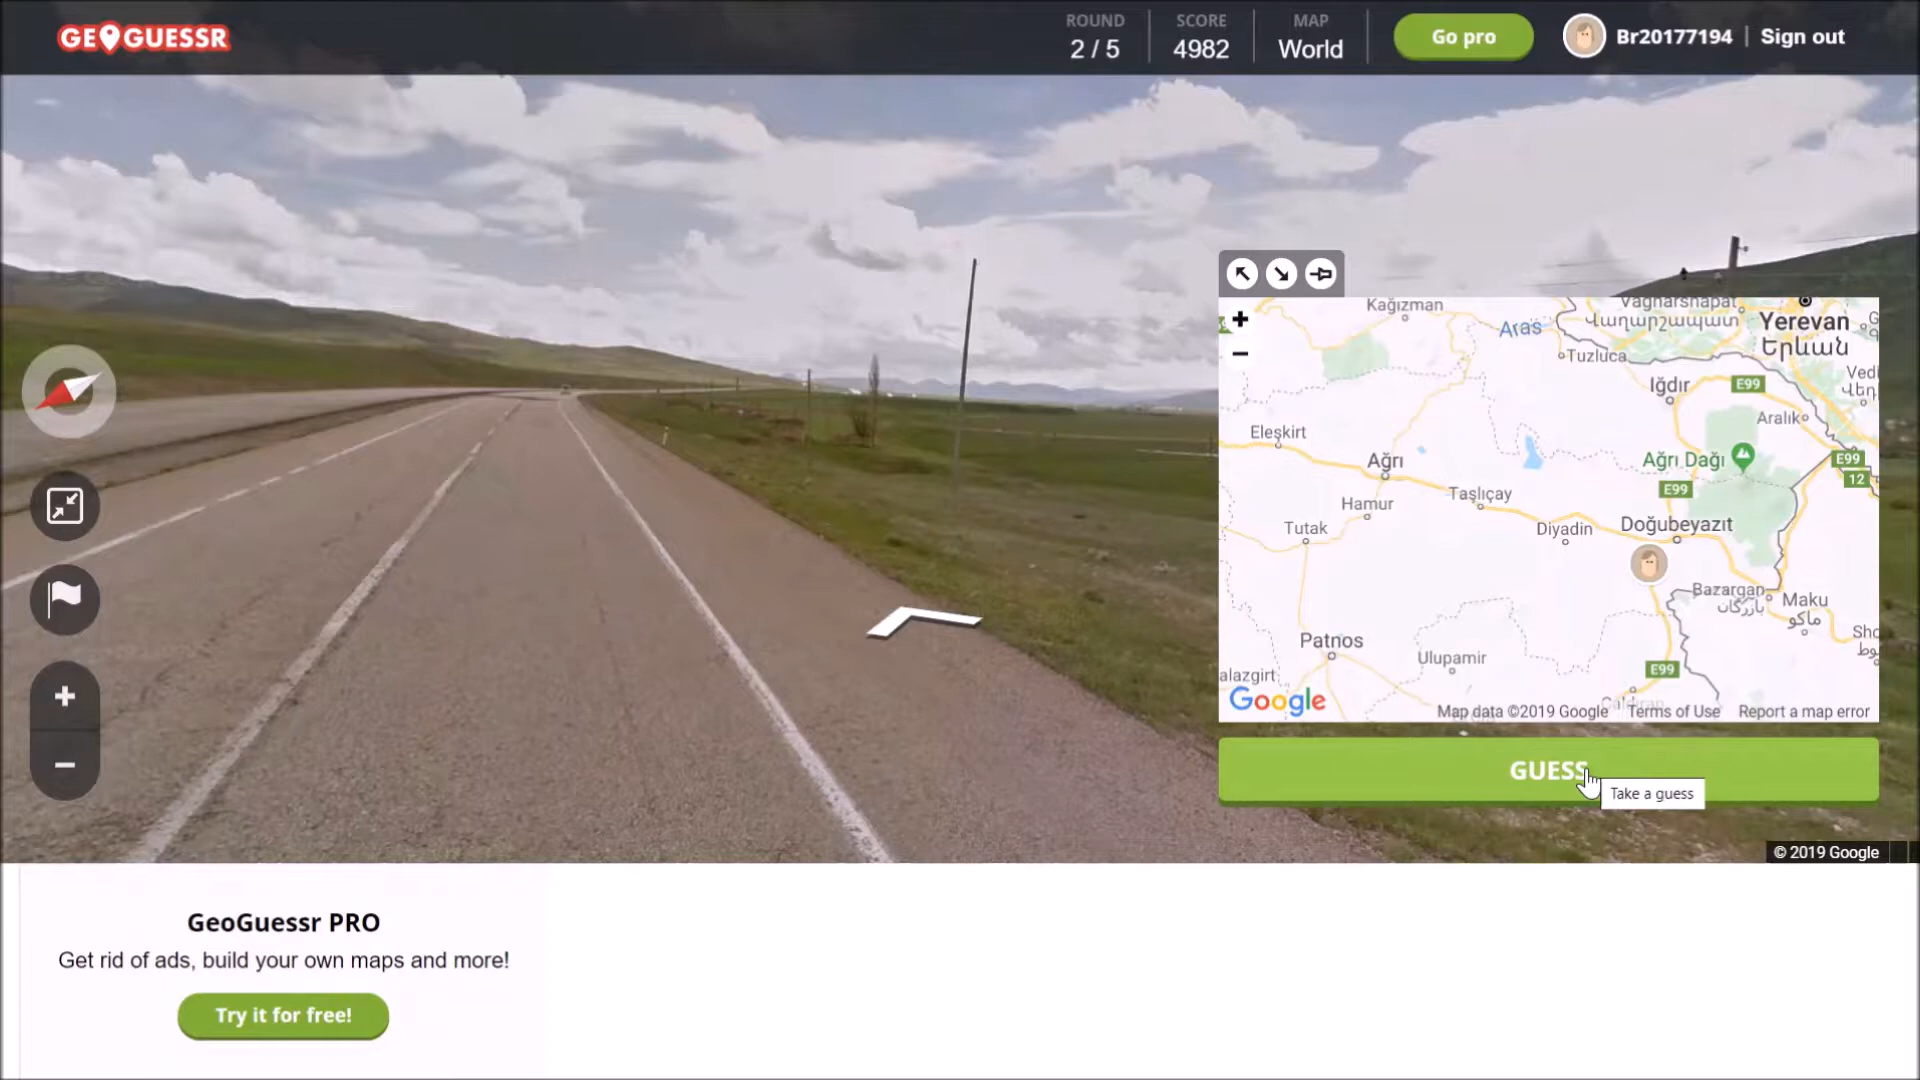 GEOGUESSR
ROUND
2 / 5
SCORE
4982
MAP
World
Go pro
Br20177194 | Sign out
Kağızman
Aras
Vagharshapat
Վաղարշապատ
Yerevan
Երևան
Tuzluca
Iğdır
E99
Aralık
Eleşkirt
Ağrı
Ağrı Dağı
E99
E99
12
Hamur
Taşlıçay
Tutak
Diyadin
Doğubeyazıt
Bazargan
بازرگان
Maku
ماکو
Patnos
Ulupamir
E99
alazgirt
Google
Map data ©2019 Google
Terms of Use
Report a map error
GUESS
Take a guess
© 2019 Google
GeoGuessr PRO
Get rid of ads, build your own maps and more!
Try it for free!